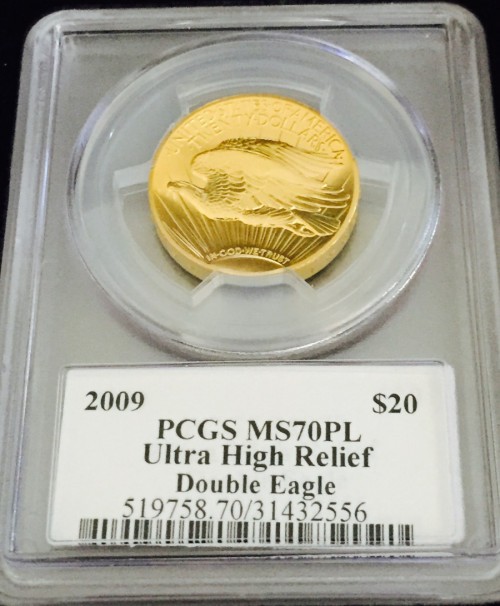 UNITED STATES OF AMERICA
TWENTY DOLLARS
IN·GOD·WE·TRUST
2009 $20
PCGS MS70PL
Ultra High Relief
Double Eagle
519758.70/31432556